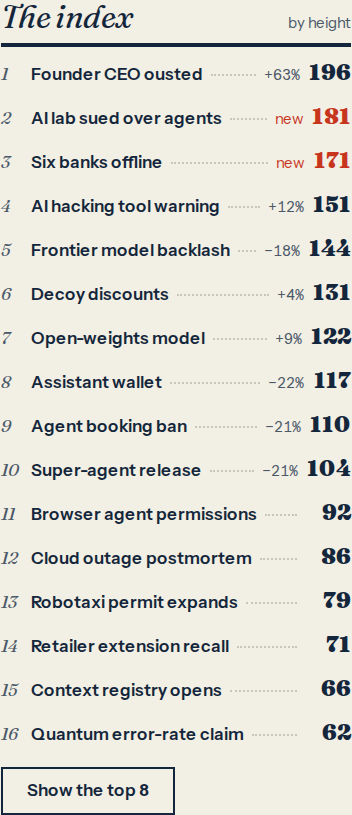 The index by height
1 Founder CEO ousted +63% 196
2 AI lab sued over agents new 181
3 Six banks offline new 171
4 AI hacking tool warning +12% 151
5 Frontier model backlash −18% 144
6 Decoy discounts +4% 131
7 Open-weights model +9% 122
8 Assistant wallet −22% 117
9 Agent booking ban −21% 110
10 Super-agent release −21% 104
11 Browser agent permissions 92
12 Cloud outage postmortem 86
13 Robotaxi permit expands 79
14 Retailer extension recall 71
15 Context registry opens 66
16 Quantum error-rate claim 62
Show the top 8